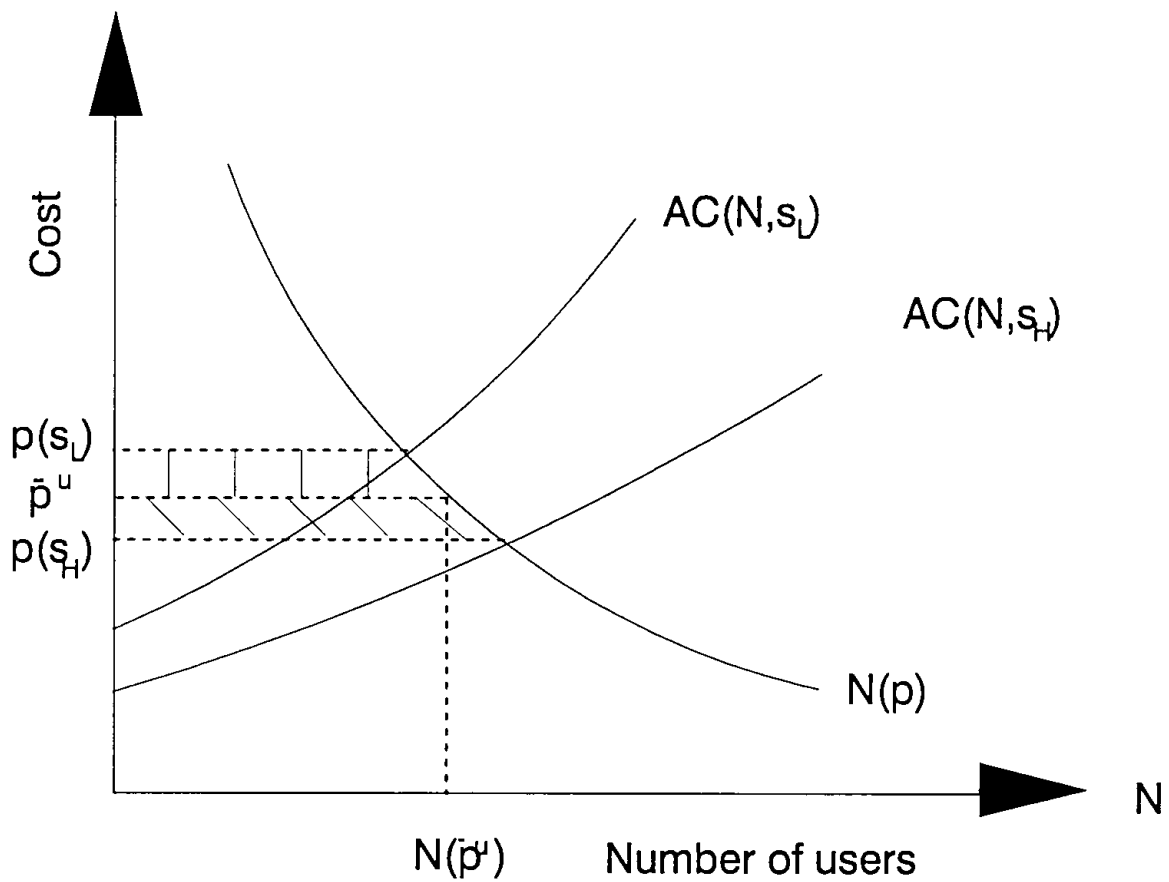 Cost
AC(N,s_L)
AC(N,s_H)
p(s_L)
p̄ᵘ
p(s_H)
N(p)
N
N(p̄ᵘ)
Number of users